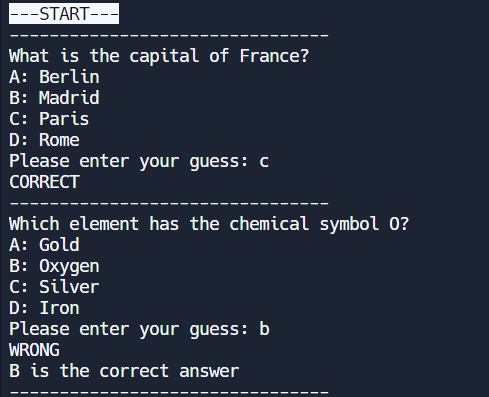 ---START---
--------------------------------
What is the capital of France?
A: Berlin
B: Madrid
C: Paris
D: Rome
Please enter your guess: c
CORRECT
--------------------------------
Which element has the chemical symbol O?
A: Gold
B: Oxygen
C: Silver
D: Iron
Please enter your guess: b
WRONG
B is the correct answer
--------------------------------